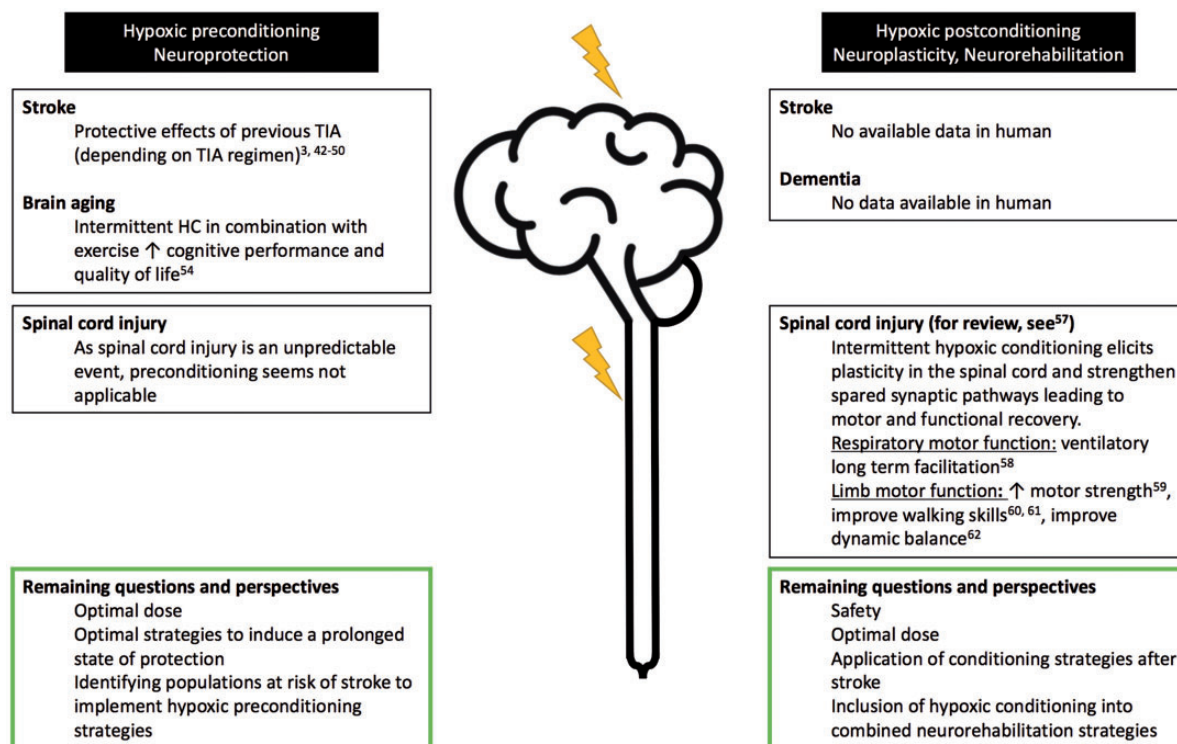 Hypoxic preconditioning
Neuroprotection
Stroke
Protective effects of previous TIA
(depending on TIA regimen)3, 42-50
Brain aging
Intermittent HC in combination with
exercise ↑ cognitive performance and
quality of life54
Spinal cord injury
As spinal cord injury is an unpredictable
event, preconditioning seems not
applicable
Remaining questions and perspectives
Optimal dose
Optimal strategies to induce a prolonged
state of protection
Identifying populations at risk of stroke to
implement hypoxic preconditioning
strategies
Hypoxic postconditioning
Neuroplasticity, Neurorehabilitation
Stroke
No available data in human
Dementia
No data available in human
Spinal cord injury (for review, see57)
Intermittent hypoxic conditioning elicits
plasticity in the spinal cord and strengthen
spared synaptic pathways leading to
motor and functional recovery.
Respiratory motor function: ventilatory
long term facilitation58
Limb motor function: ↑ motor strength59,
improve walking skills60, 61, improve
dynamic balance62
Remaining questions and perspectives
Safety
Optimal dose
Application of conditioning strategies after
stroke
Inclusion of hypoxic conditioning into
combined neurorehabilitation strategies